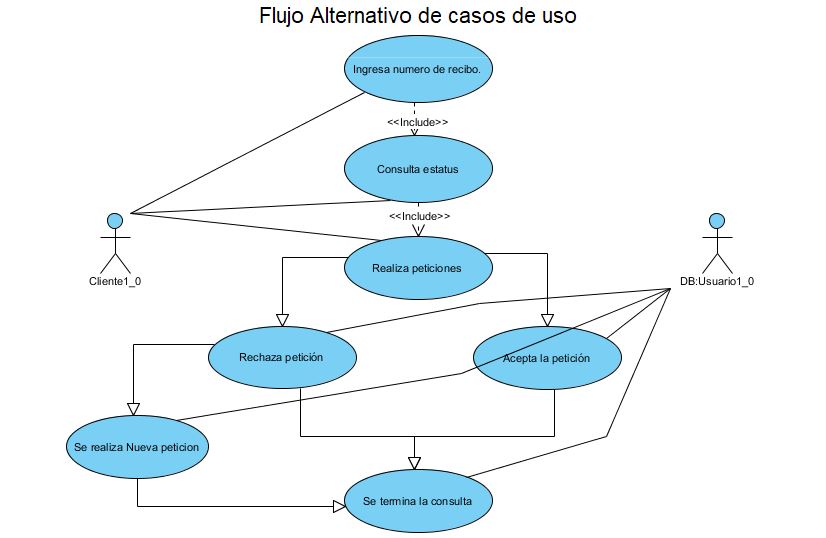 Flujo Alternativo de casos de uso
Ingresa numero de recibo.
<<Include>>
Consulta estatus
<<Include>>
Realiza peticiones
Cliente1_0
DB:Usuario1_0
Rechaza petición
Acepta la petición
Se realiza Nueva peticion
Se termina la consulta